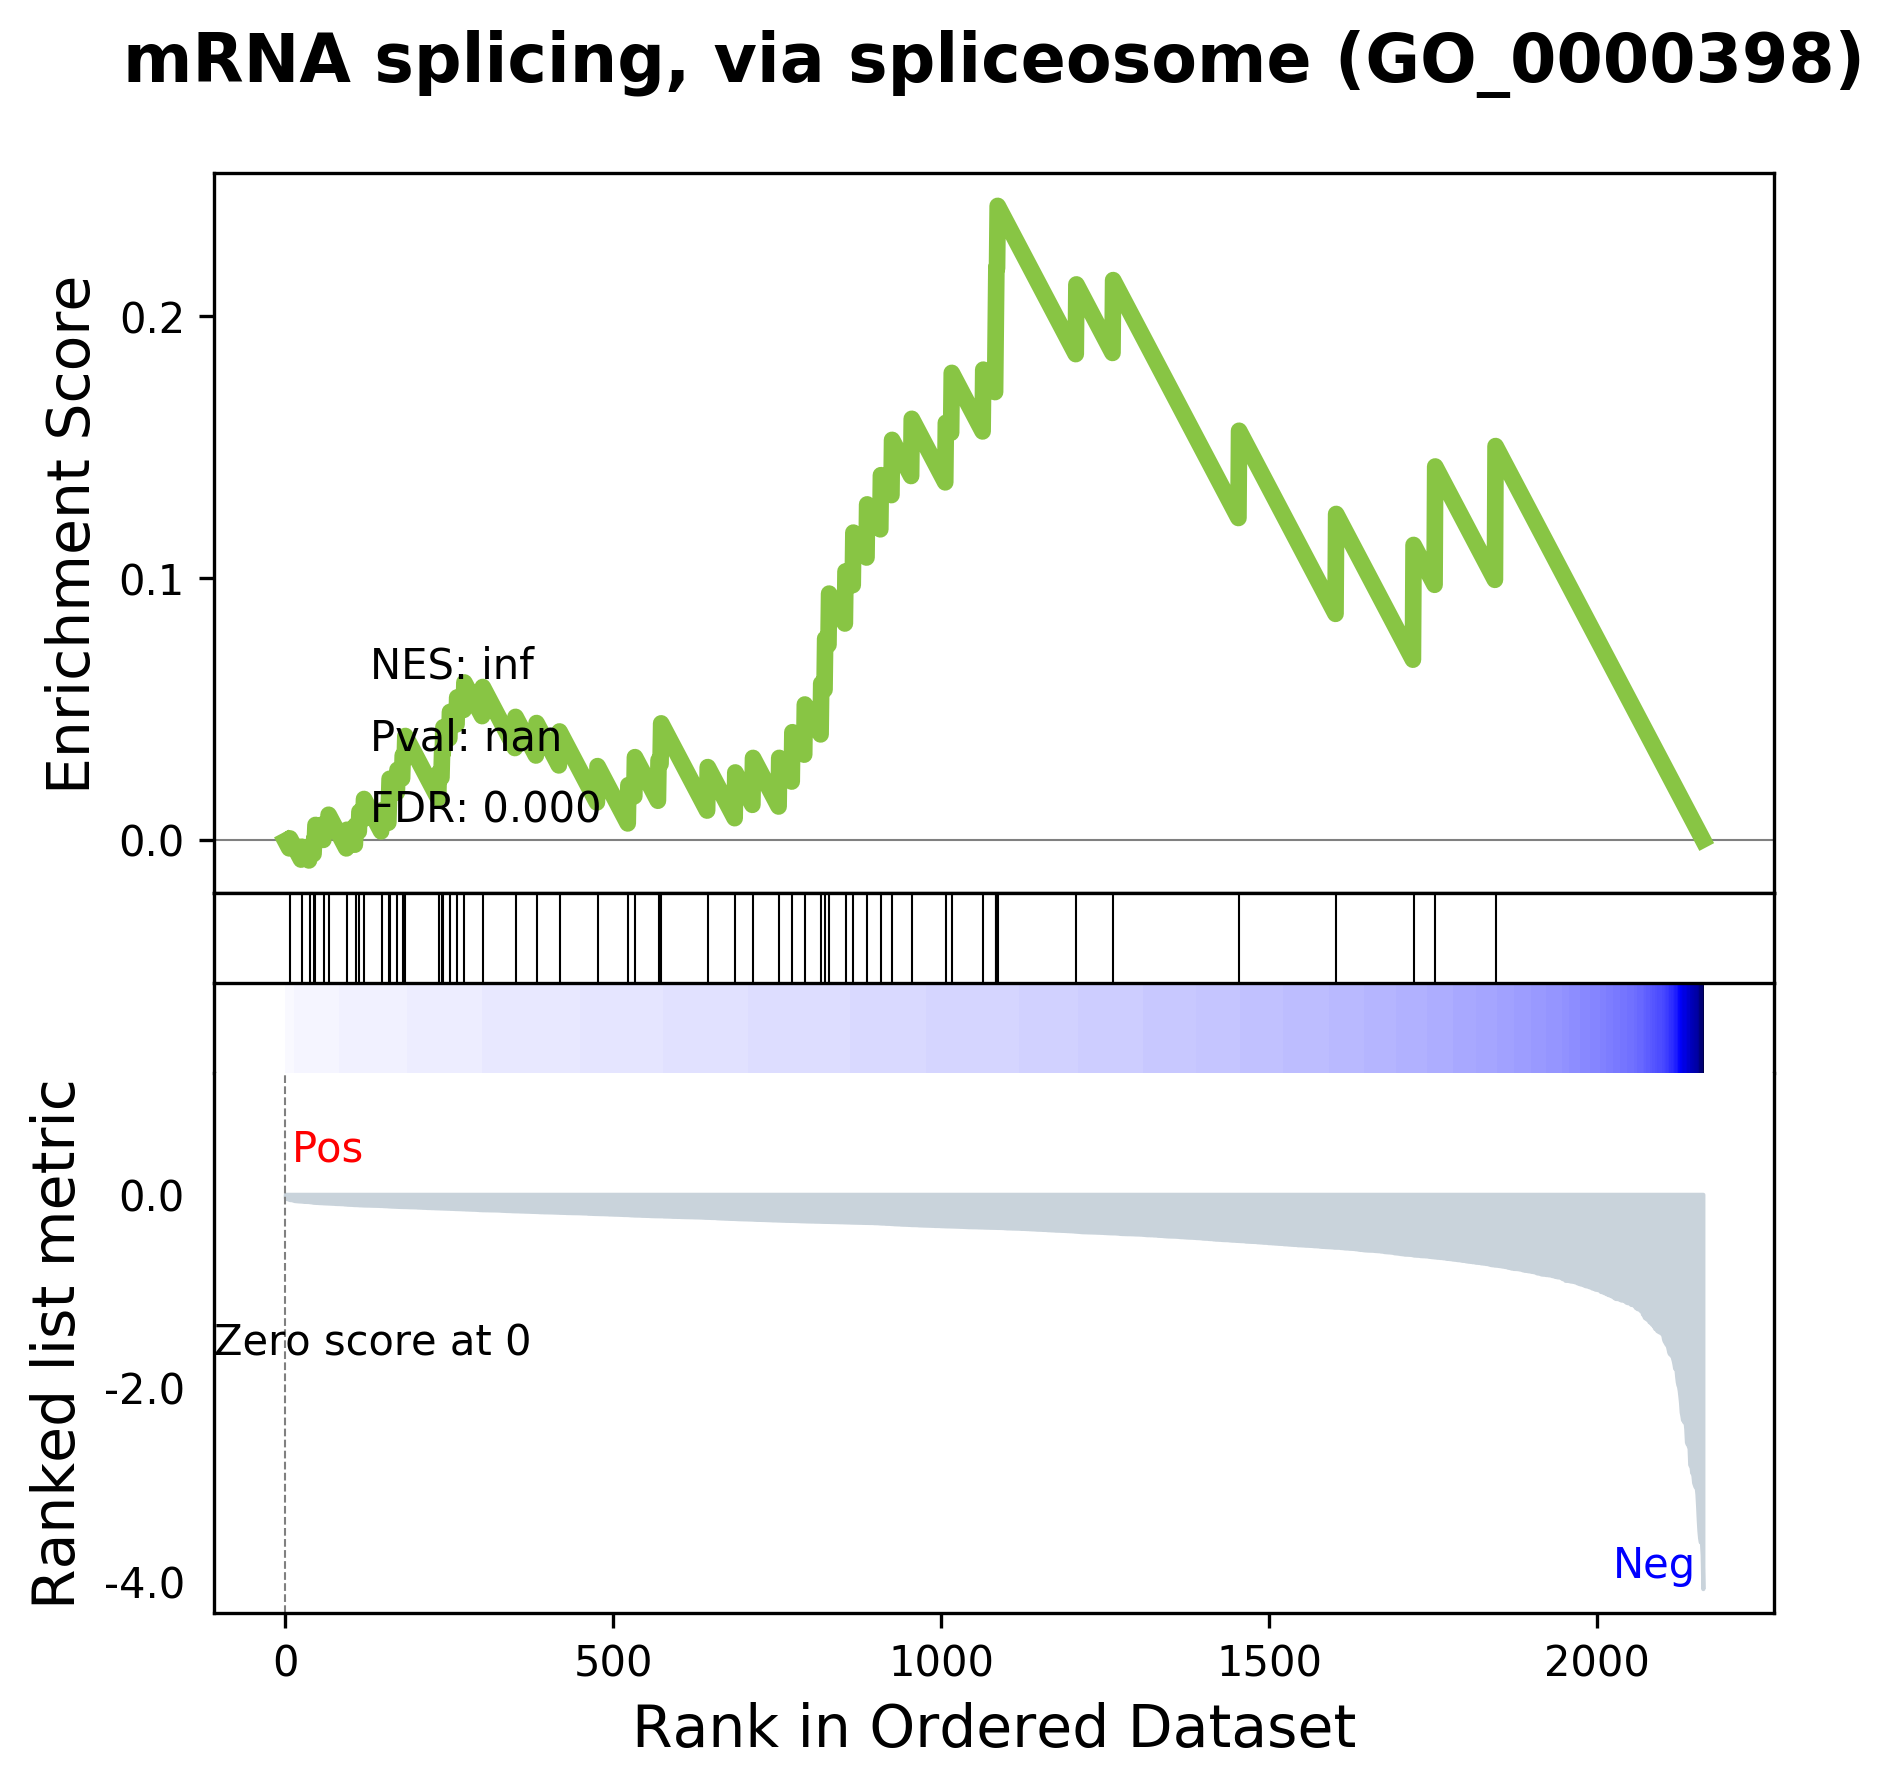 mRNA splicing, via spliceosome (GO_0000398)
Enrichment Score
0.2
0.1
0.0
NES: inf
Pval: nan
FDR: 0.000
Ranked list metric
Pos
0.0
Zero score at 0
-2.0
-4.0
Neg
0 500 1000 1500 2000
Rank in Ordered Dataset